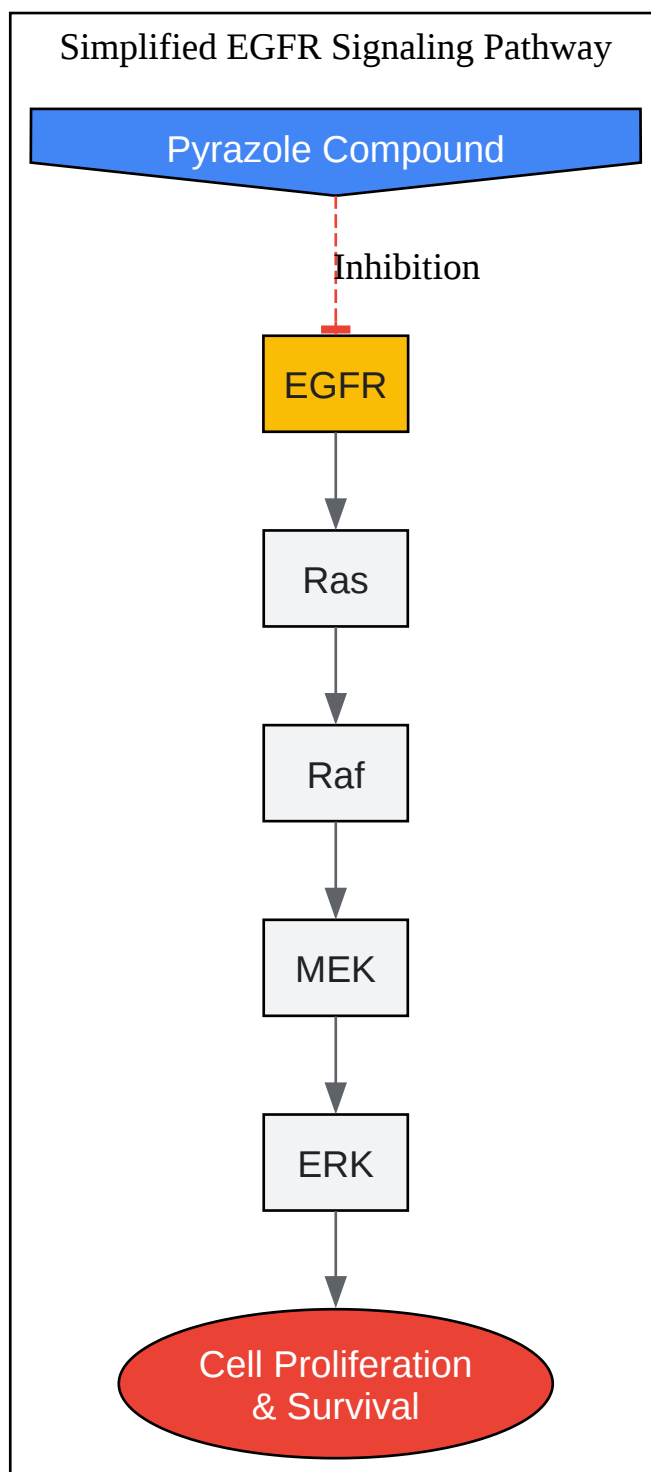 Simplified EGFR Signaling Pathway
Pyrazole Compound
Inhibition
EGFR
Ras
Raf
MEK
ERK
Cell Proliferation
& Survival